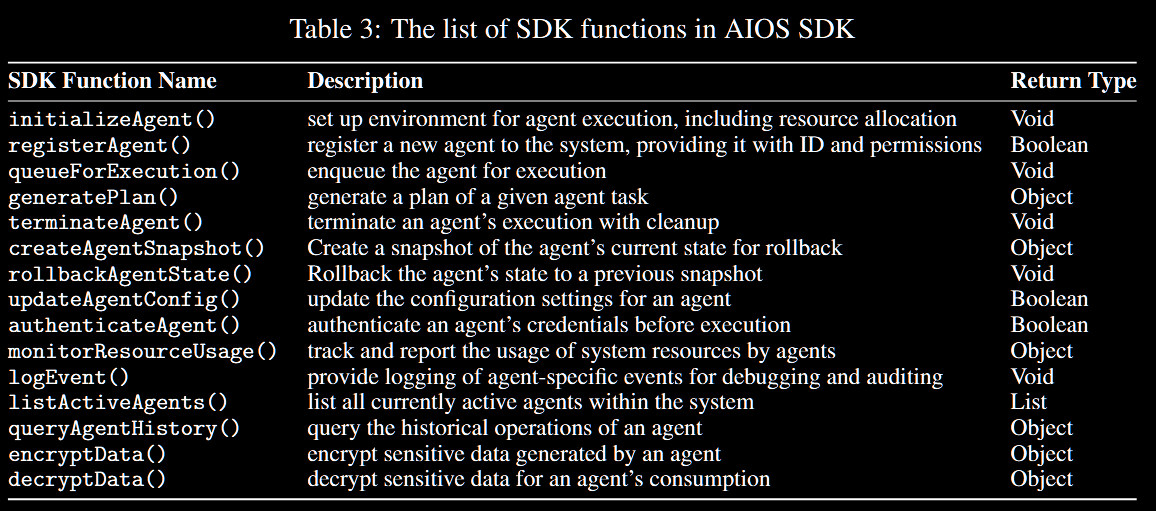 Table 3: The list of SDK functions in AIOS SDK
SDK Function Name Description Return Type
initializeAgent() set up environment for agent execution, including resource allocation Void
registerAgent() register a new agent to the system, providing it with ID and permissions Boolean
queueForExecution() enqueue the agent for execution Void
generatePlan() generate a plan of a given agent task Object
terminateAgent() terminate an agent’s execution with cleanup Void
createAgentSnapshot() Create a snapshot of the agent’s current state for rollback Object
rollbackAgentState() Rollback the agent’s state to a previous snapshot Void
updateAgentConfig() update the configuration settings for an agent Boolean
authenticateAgent() authenticate an agent’s credentials before execution Boolean
monitorResourceUsage() track and report the usage of system resources by agents Object
logEvent() provide logging of agent-specific events for debugging and auditing Void
listActiveAgents() list all currently active agents within the system List
queryAgentHistory() query the historical operations of an agent Object
encryptData() encrypt sensitive data generated by an agent Object
decryptData() decrypt sensitive data for an agent’s consumption Object